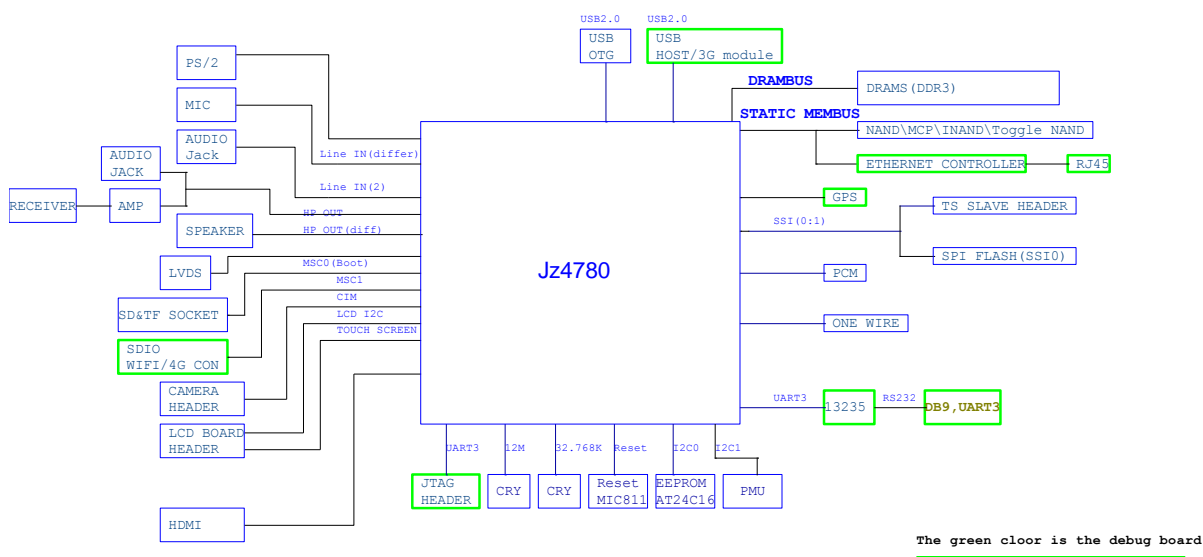 USB2.0
USB2.0
USB
OTG
USB
HOST/3G module
PS/2
DRAMBUS
DRAMS(DDR3)
MIC
STATIC MEMBUS
NAND\MCP\INAND\Toggle NAND
AUDIO
Jack
Line IN(differ)
AUDIO
JACK
ETHERNET CONTROLLER
RJ45
Line IN(2)
GPS
RECEIVER
AMP
HP OUT
TS SLAVE HEADER
SSI(0:1)
SPEAKER
HP OUT(diff)
SPI FLASH(SSI0)
LVDS
MSC0(Boot)
Jz4780
PCM
MSC1
CIM
SD&TF SOCKET
LCD I2C
TOUCH SCREEN
ONE WIRE
SDIO
WIFI/4G CON
CAMERA
HEADER
UART3
13235
RS232
DB9,UART3
LCD BOARD
HEADER
UART3
12M
32.768K
Reset
I2C0
I2C1
JTAG
HEADER
CRY
CRY
Reset
MIC811
EEPROM
AT24C16
PMU
HDMI
The green cloor is the debug board